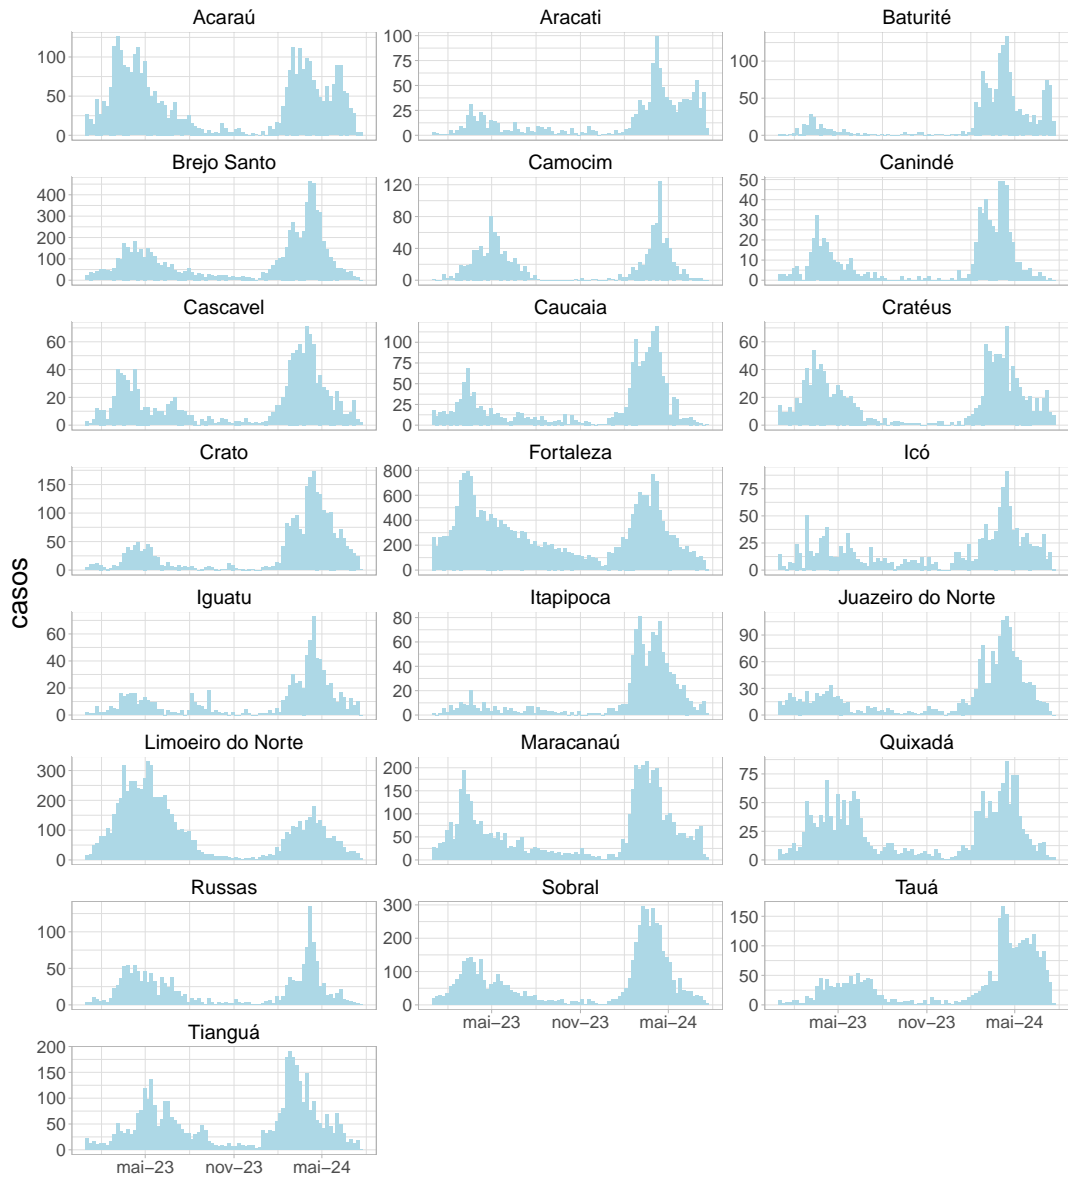 Acaraú Aracati Baturité
100 50 0
100 75 50 25 0
100 50 0
Brejo Santo Camocim Canindé
400 300 200 100 0
120 80 40 0
50 40 30 20 10 0
Cascavel Caucaia Cratéus
60 40 20 0
100 75 50 25 0
60 40 20 0
Crato Fortaleza Icó
150 100 50 0
800 600 400 200 0
75 50 25 0
casos
Iguatu Itapipoca Juazeiro do Norte
60 40 20 0
80 60 40 20 0
90 60 30 0
Limoeiro do Norte Maracanaú Quixadá
300 200 100 0
200 150 100 50 0
75 50 25 0
Russas Sobral Tauá
100 50 0
300 200 100 0
150 100 50 0
mai−23 nov−23 mai−24 mai−23 nov−23 mai−24
Tianguá
200 150 100 50 0
mai−23 nov−23 mai−24